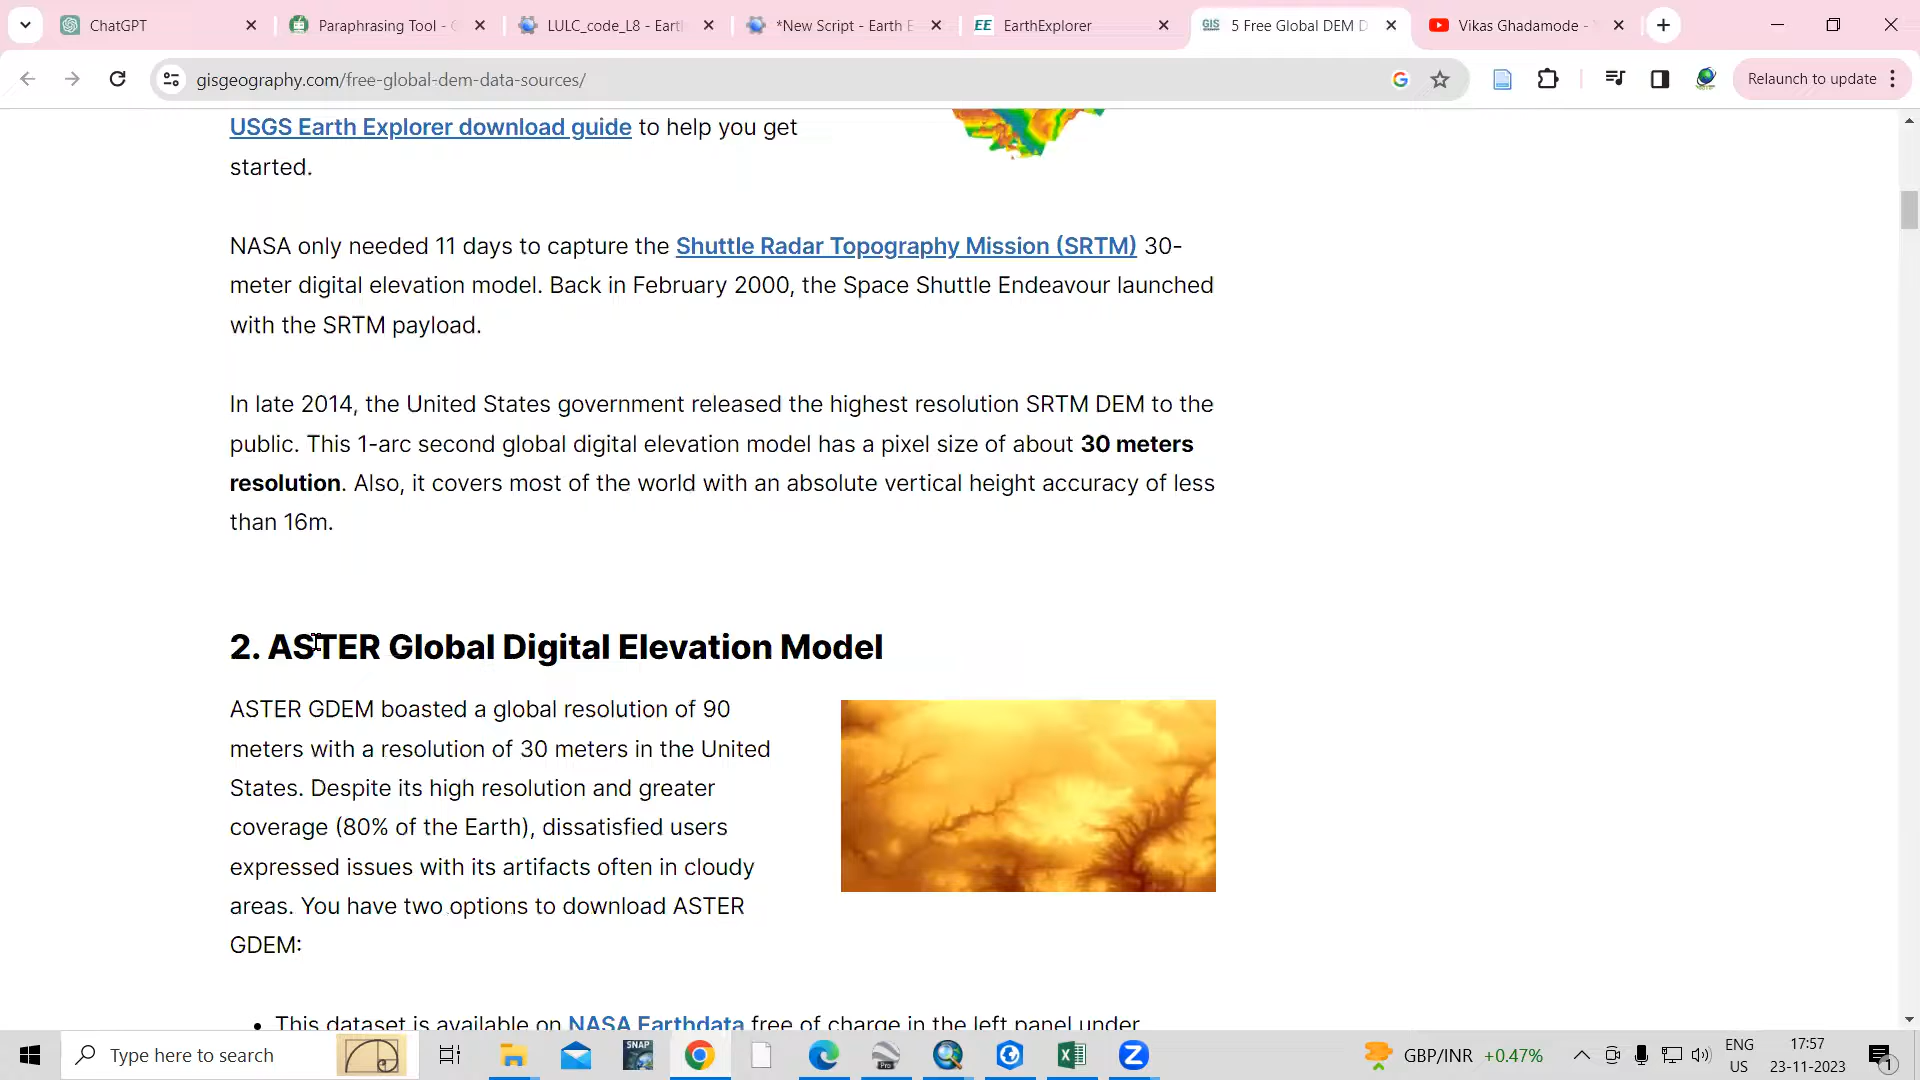 ChatGPT
Paraphrasing Tool -
LULC_code_L8 - Earth
*New Script - Earth E
EE EarthExplorer
GIS 5 Free Global DEM D
Vikas Ghadamode -
gisgeography.com/free-global-dem-data-sources/
Relaunch to update
USGS Earth Explorer download guide to help you get
started.
NASA only needed 11 days to capture the Shuttle Radar Topography Mission (SRTM) 30-
meter digital elevation model. Back in February 2000, the Space Shuttle Endeavour launched
with the SRTM payload.
In late 2014, the United States government released the highest resolution SRTM DEM to the
public. This 1-arc second global digital elevation model has a pixel size of about 30 meters
resolution. Also, it covers most of the world with an absolute vertical height accuracy of less
than 16m.
2. ASTER Global Digital Elevation Model
ASTER GDEM boasted a global resolution of 90
meters with a resolution of 30 meters in the United
States. Despite its high resolution and greater
coverage (80% of the Earth), dissatisfied users
expressed issues with its artifacts often in cloudy
areas. You have two options to download ASTER
GDEM:
• This dataset is available on NASA Earthdata free of charge in the left panel under
Type here to search
SNAP
Pro
GBP/INR +0.47%
ENG
US
17:57
23-11-2023
1